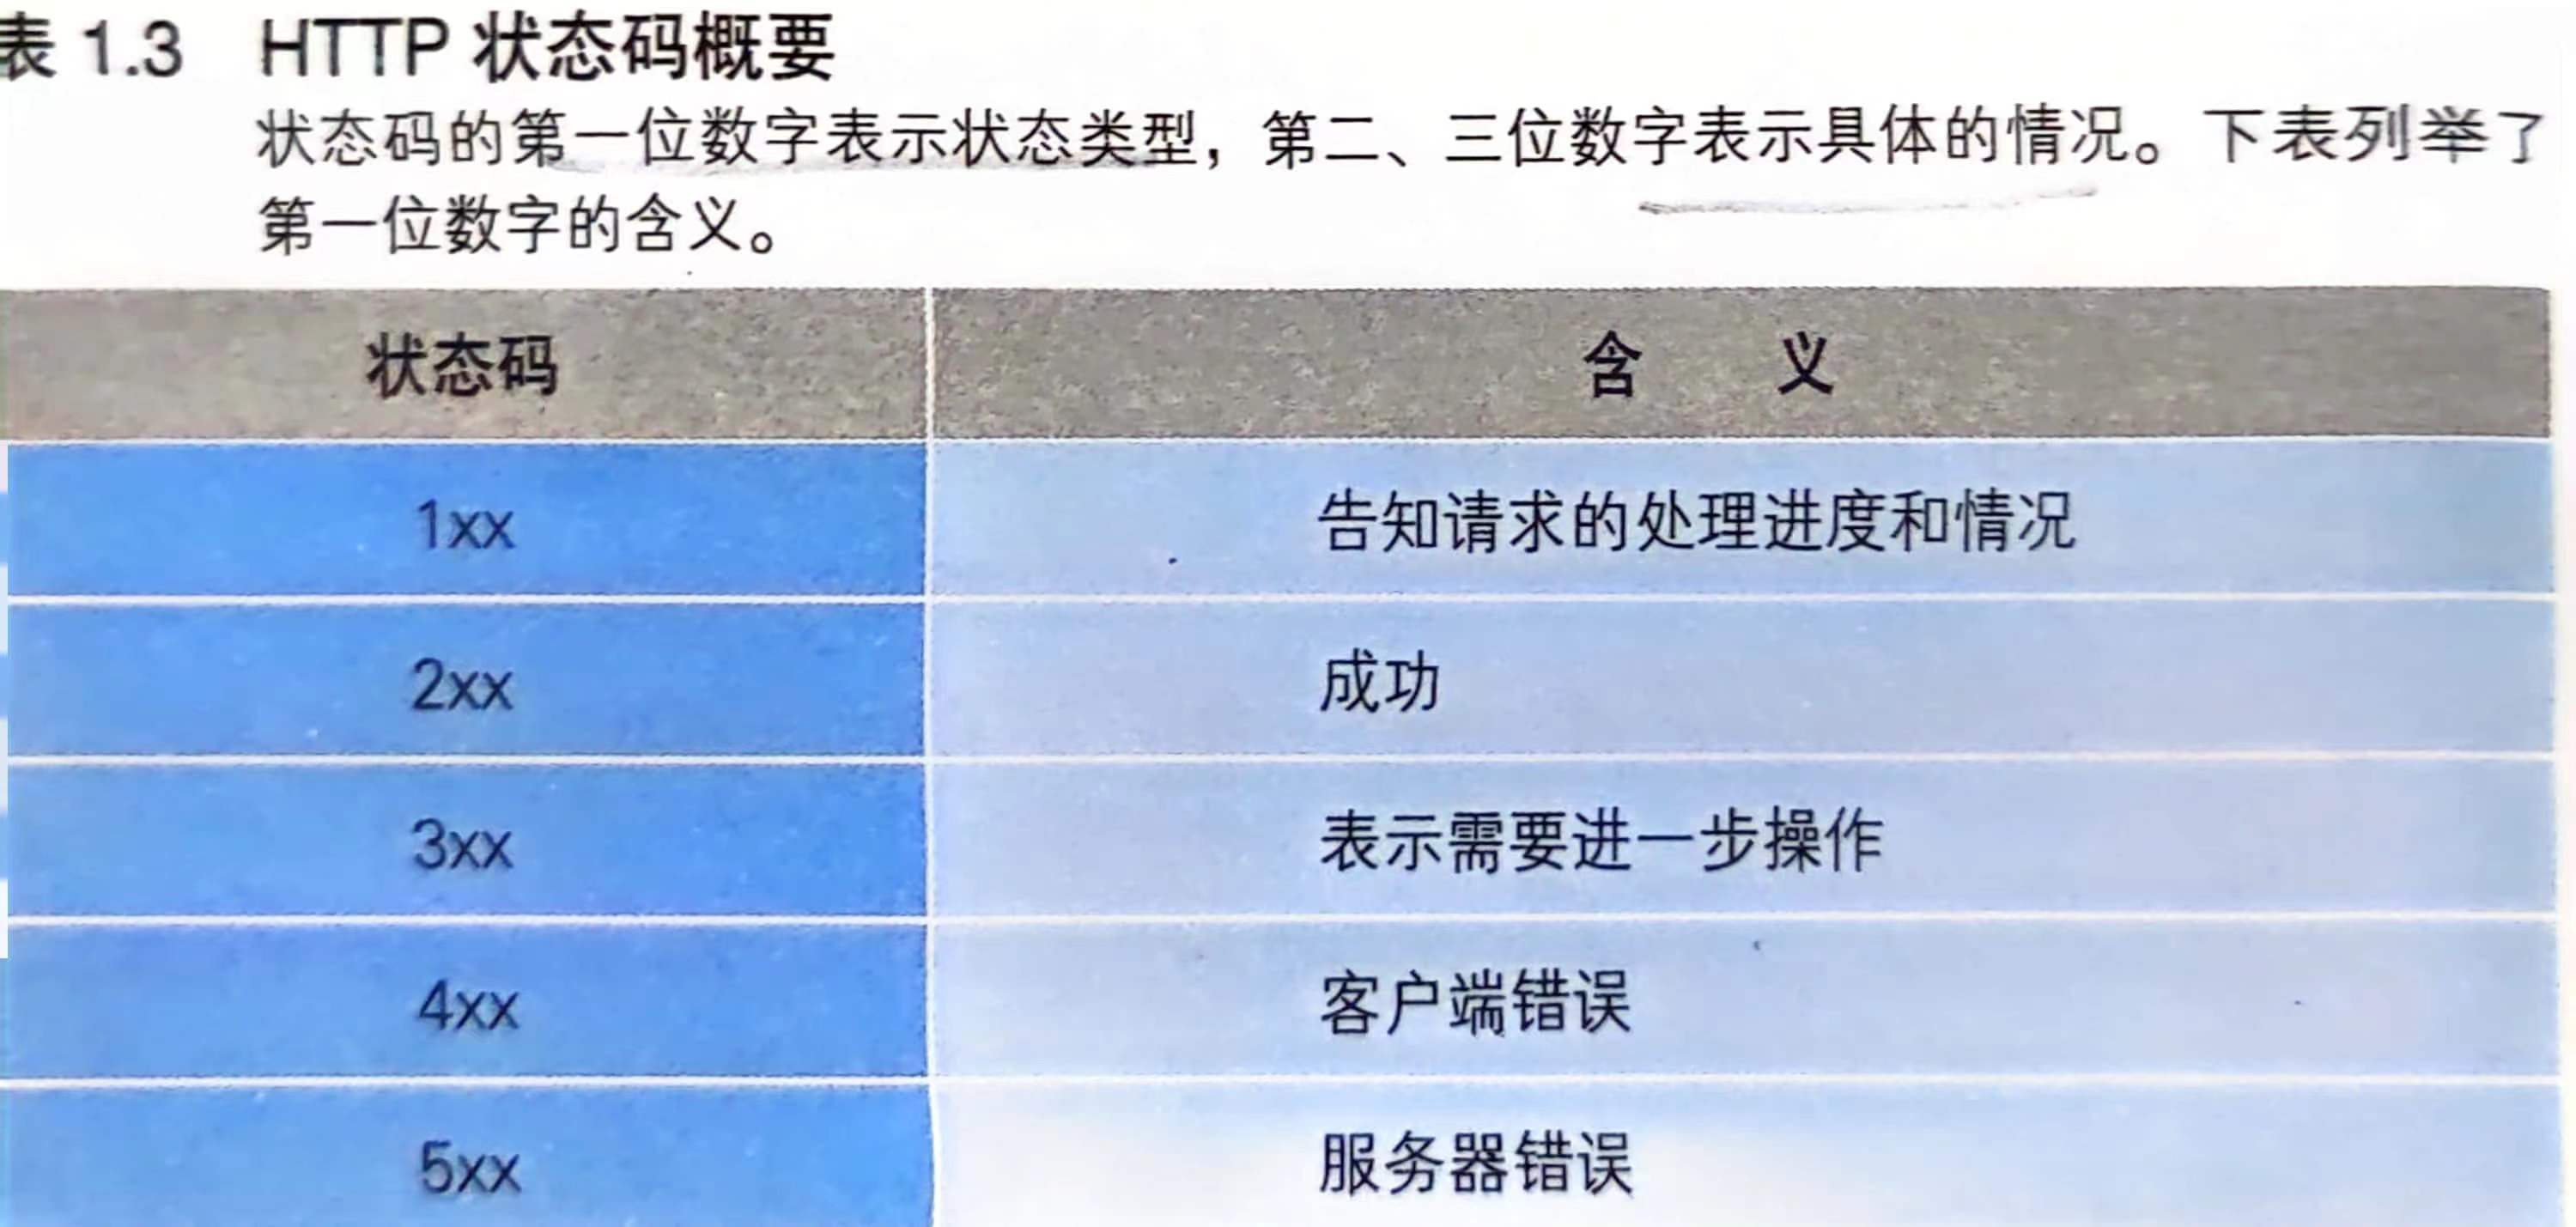 表 1.3 HTTP 状态码概要
状态码的第一位数字表示状态类型，第二、三位数字表示具体的情况。下表列举了
第一位数字的含义。
状态码 含 义
1xx 告知请求的处理进度和情况
2xx 成功
3xx 表示需要进一步操作
4xx 客户端错误
5xx 服务器错误